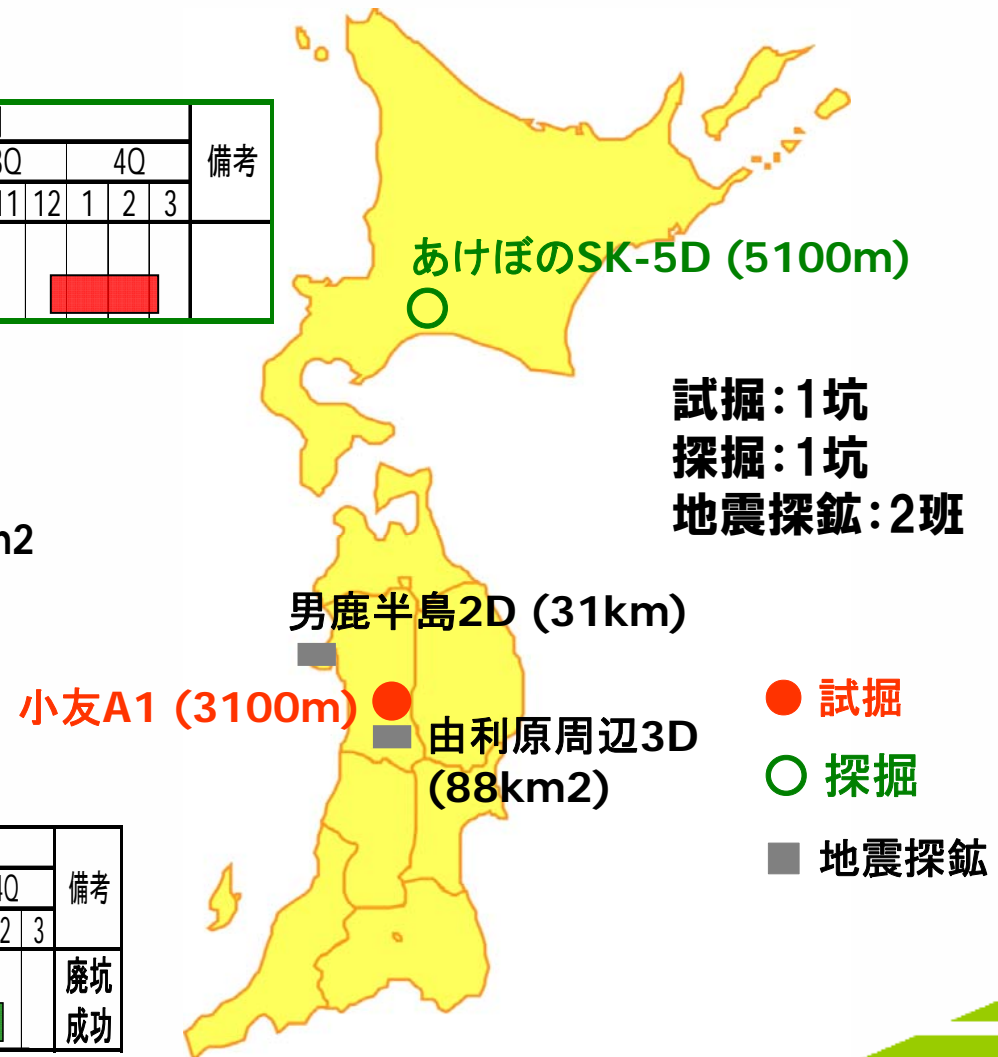 3Q 4Q 備考
11 12 1 2 3
あけぼのSK-5D (5100m)
試掘：1坑
探掘：1坑
地震探鉱：2班
m2
男鹿半島2D (31km)
小友A1 (3100m)
由利原周辺3D
(88km2)
試掘
探掘
地震探鉱
4Q 備考
2 3
廃坑
成功